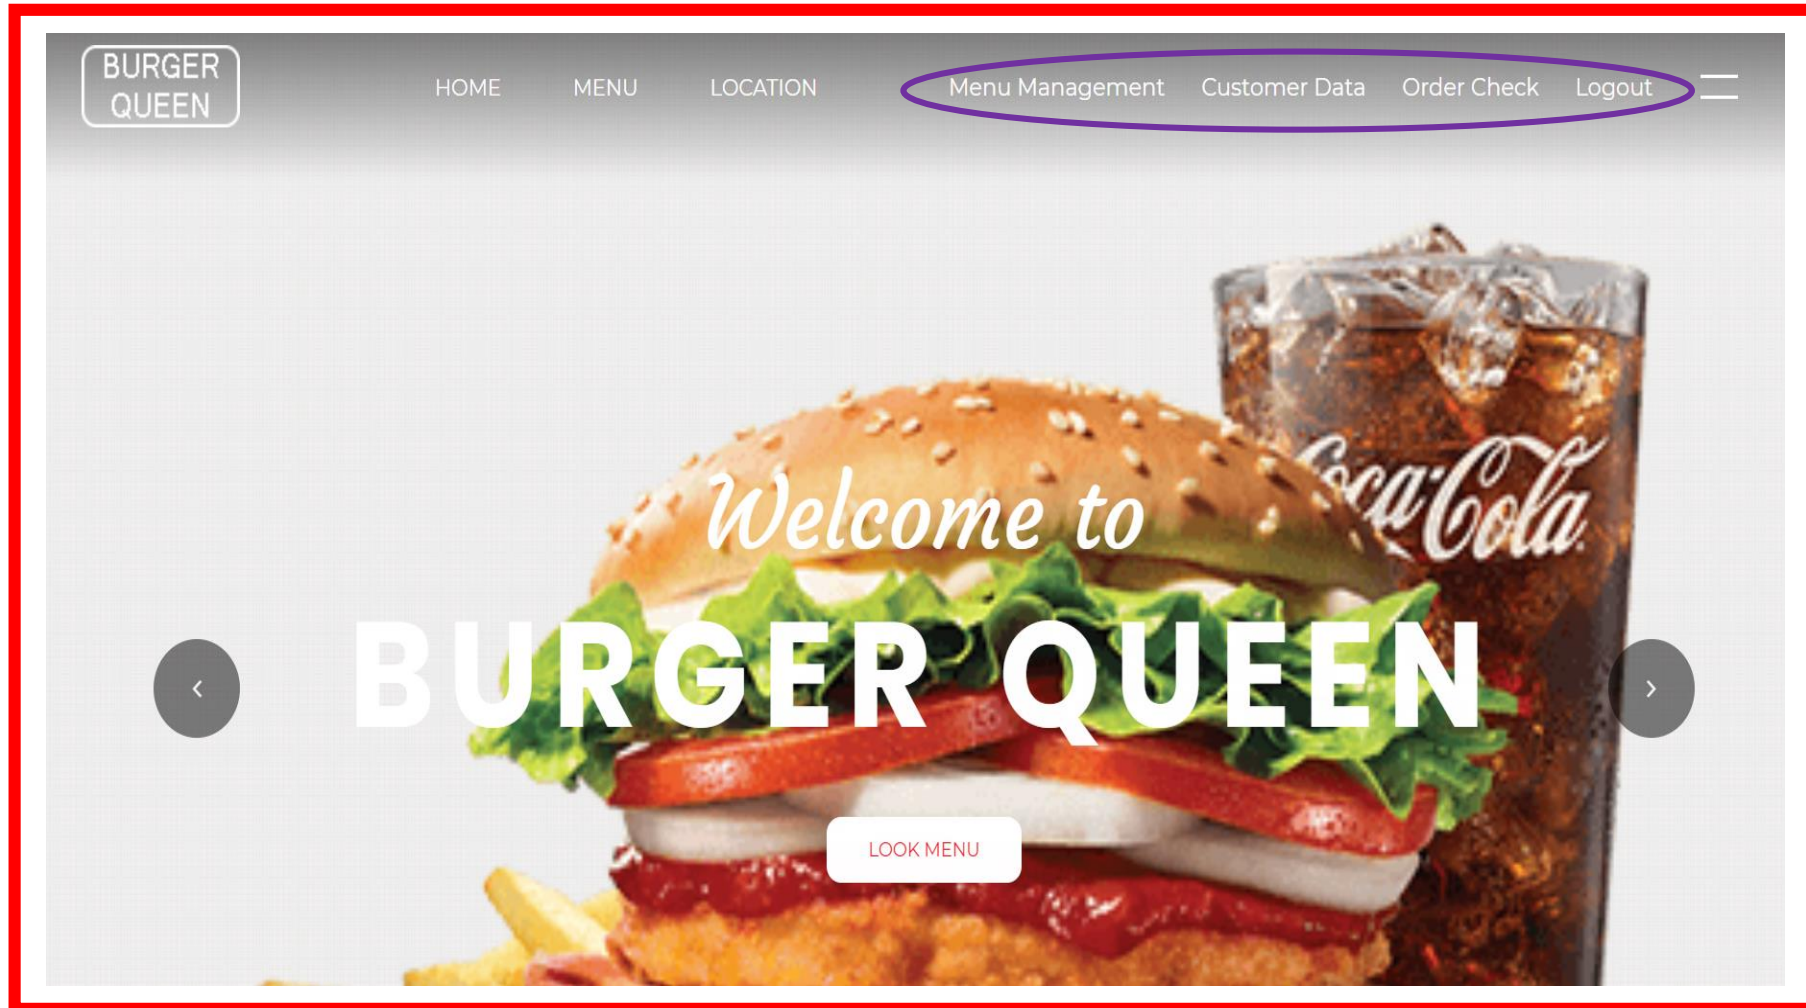 BURGER
QUEEN
HOME MENU LOCATION Menu Management Customer Data Order Check Logout
Coca-Cola
Welcome to
BURGER QUEEN
LOOK MENU